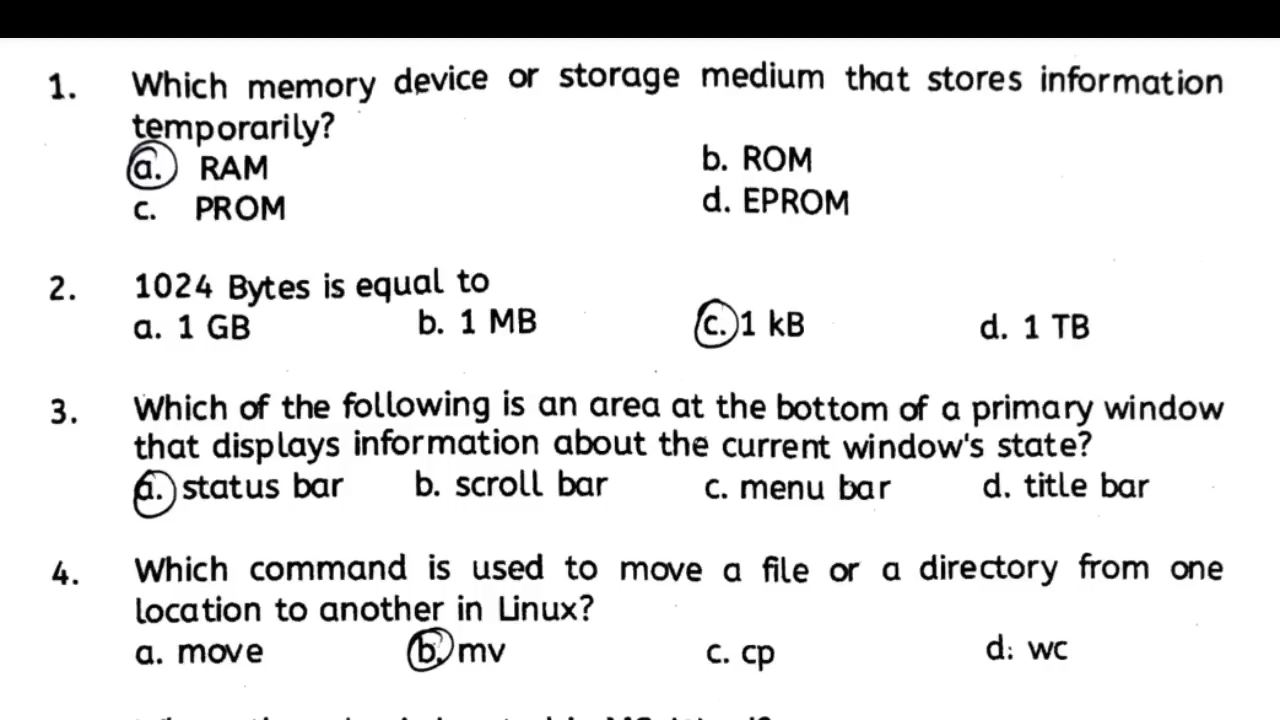 1. Which memory device or storage medium that stores information
temporarily?
a. RAM b. ROM
c. PROM d. EPROM
2. 1024 Bytes is equal to
a. 1 GB b. 1 MB c. 1 kB d. 1 TB
3. Which of the following is an area at the bottom of a primary window
that displays information about the current window's state?
a. status bar b. scroll bar c. menu bar d. title bar
4. Which command is used to move a file or a directory from one
location to another in Linux?
a. move b. mv c. cp d. wc